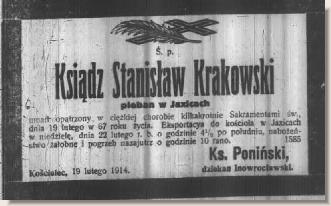 Ś. p.
Ksiądz Stanisław Krakowski
pleban w Jaxicach
umarł opatrzony, w ciężkiej chorobie kilkakrotnie Sakramentami św.,
dnia 19 lutego w 67 roku życia. Eksportacya do kościoła w Jaxicach
w niedzielę, dnia 22 lutego r. b. o godzinie 4½ po południu, nabożeń-
stwo żałobne i pogrzeb nazajutrz o godzinie 10 rano. 1585
Ks. Poniński,
Kościelec, 19 lutego 1914. dziekan Inowrocławski.